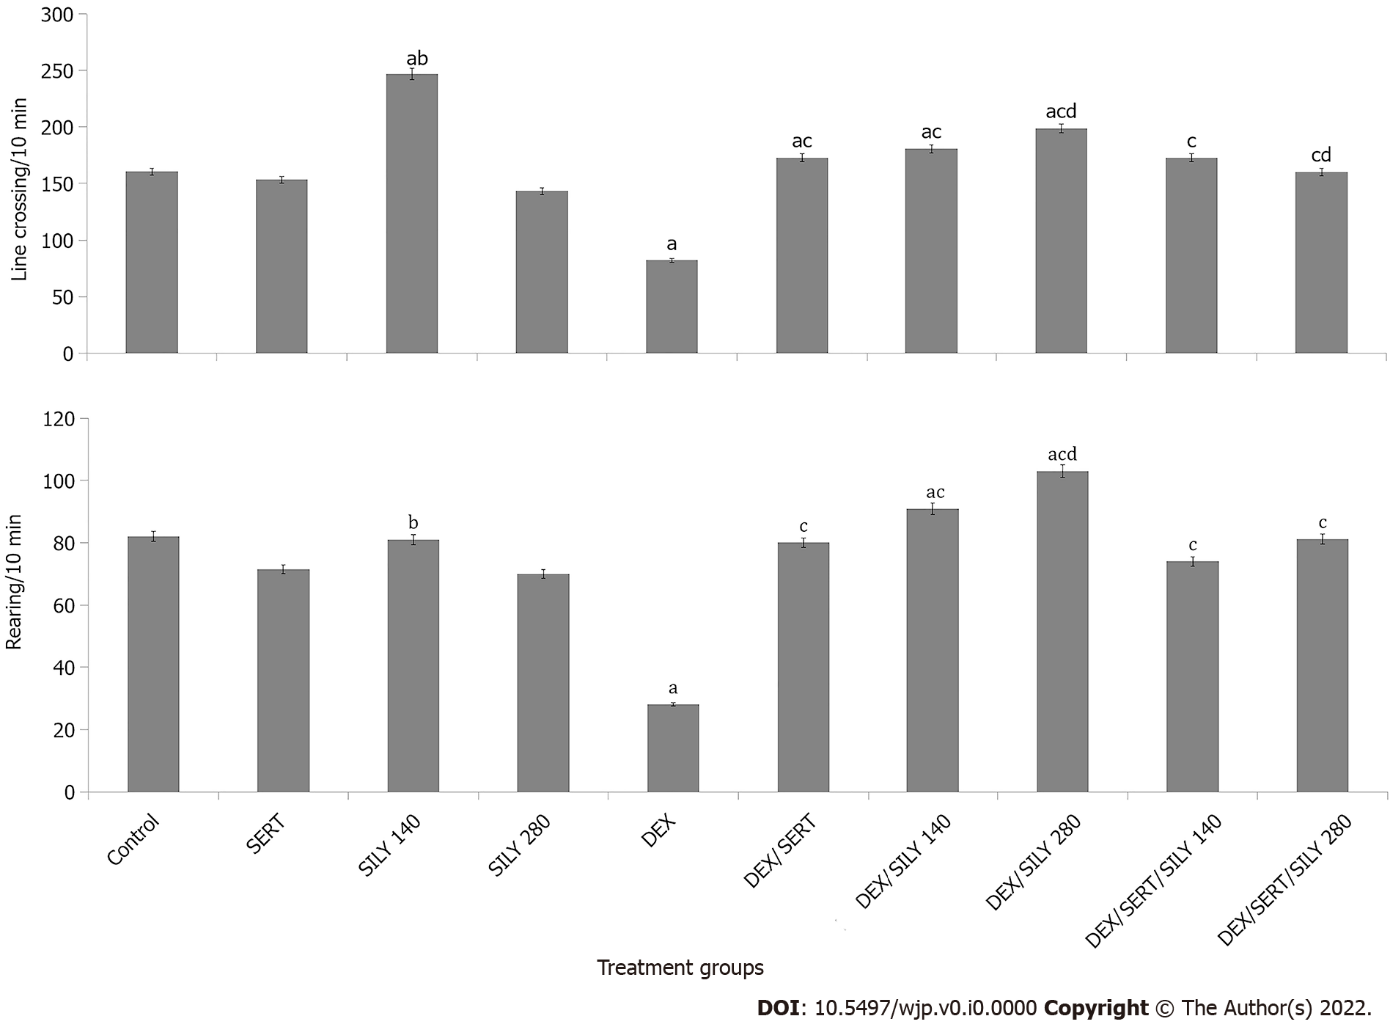 300
250
200
150
100
50
0
Line crossing/10 min
ab
a
ac
ac
acd
c
cd
120
100
80
60
40
20
0
Rearing/10 min
b
a
c
ac
acd
c
c
Control
SERT
SILY 140
SILY 280
DEX
DEX/SERT
DEX/SILY 140
DEX/SILY 280
DEX/SERT/SILY 140
DEX/SERT/SILY 280
Treatment groups
DOI: 10.5497/wjp.v0.i0.0000 Copyright © The Author(s) 2022.